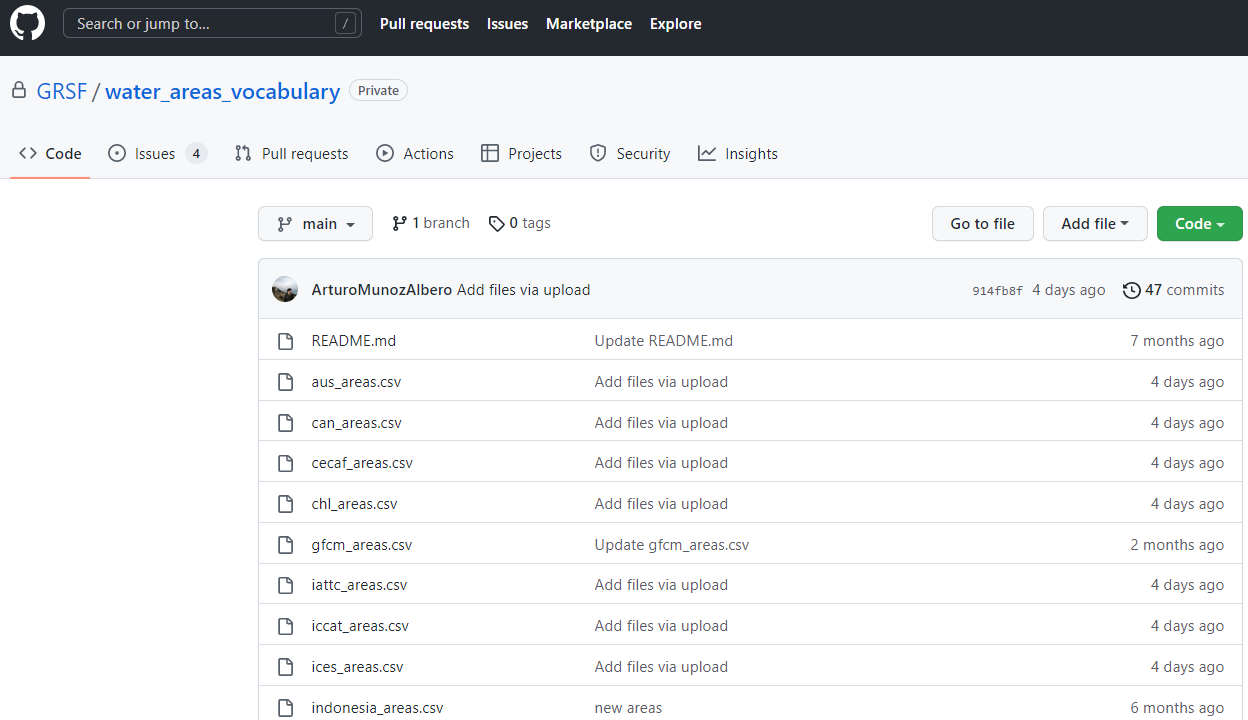 Search or jump to... / Pull requests Issues Marketplace Explore
GRSF / water_areas_vocabulary Private
Code Issues 4 Pull requests Actions Projects Security Insights
main 1 branch 0 tags Go to file Add file Code
ArturoMunozAlbero Add files via upload 914fb8f 4 days ago 47 commits
README.md Update README.md 7 months ago
aus_areas.csv Add files via upload 4 days ago
can_areas.csv Add files via upload 4 days ago
cecaf_areas.csv Add files via upload 4 days ago
chl_areas.csv Add files via upload 4 days ago
gfcm_areas.csv Update gfcm_areas.csv 2 months ago
iattc_areas.csv Add files via upload 4 days ago
iccat_areas.csv Add files via upload 4 days ago
ices_areas.csv Add files via upload 4 days ago
indonesia_areas.csv new areas 6 months ago